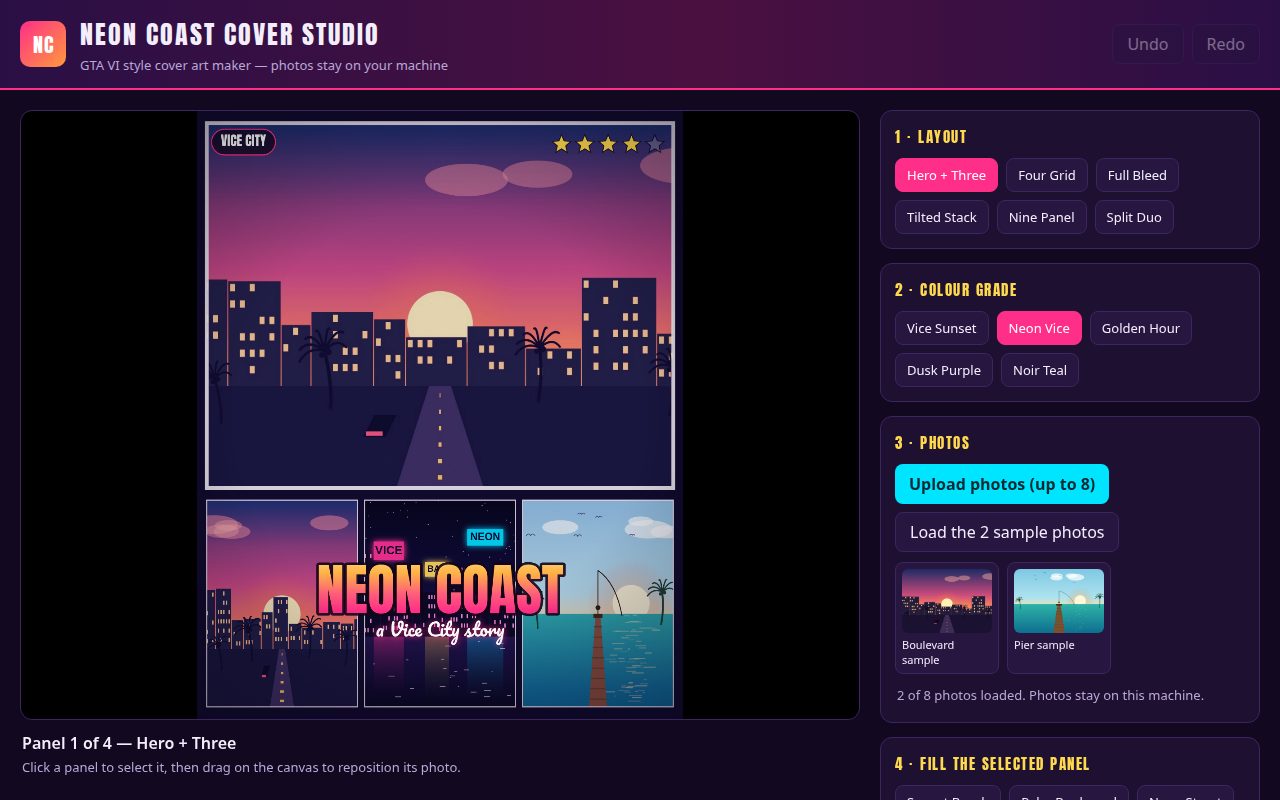 NC
NEON COAST COVER STUDIO
GTA VI style cover art maker — photos stay on your machine
Undo
Redo
VICE CITY
VICE
NEON
NEON COAST
a Vice City story
Panel 1 of 4 — Hero + Three
Click a panel to select it, then drag on the canvas to reposition its photo.
1 · LAYOUT
Hero + Three
Four Grid
Full Bleed
Tilted Stack
Nine Panel
Split Duo
2 · COLOUR GRADE
Vice Sunset
Neon Vice
Golden Hour
Dusk Purple
Noir Teal
3 · PHOTOS
Upload photos (up to 8)
Load the 2 sample photos
Boulevard
sample
Pier sample
2 of 8 photos loaded. Photos stay on this machine.
4 · FILL THE SELECTED PANEL